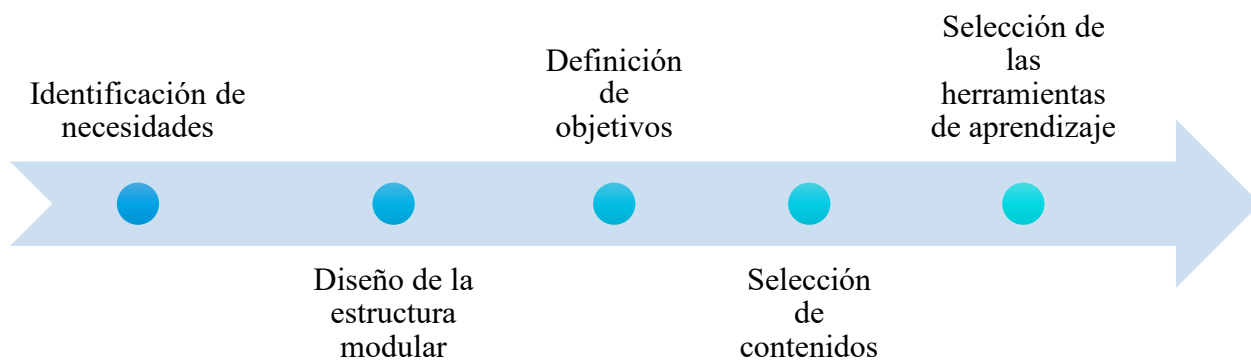 Identificación de
necesidades
Diseño de la
estructura
modular
Definición
de
objetivos
Selección
de
contenidos
Selección de
las
herramientas
de aprendizaje